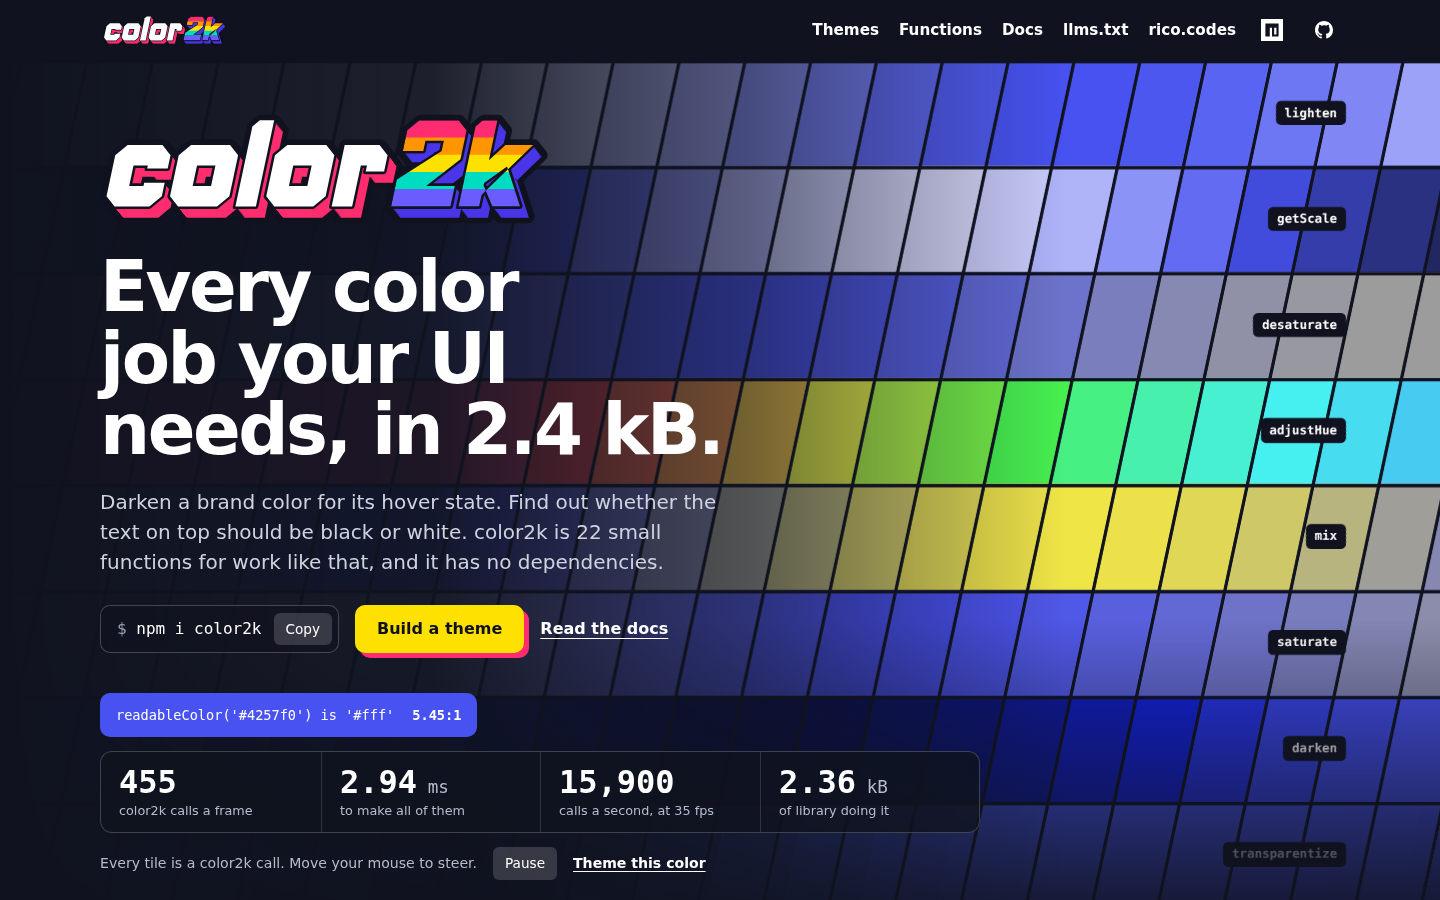 color2k
Themes Functions Docs llms.txt rico.codes
color2k
Every color
job your UI
needs, in 2.4 kB.
Darken a brand color for its hover state. Find out whether the
text on top should be black or white. color2k is 22 small
functions for work like that, and it has no dependencies.
$ npm i color2k Copy Build a theme Read the docs
readableColor('#4257f0') is '#fff' 5.45:1
455 2.94 ms 15,900 2.36 kB
color2k calls a frame to make all of them calls a second, at 35 fps of library doing it
Every tile is a color2k call. Move your mouse to steer. Pause Theme this color
lighten
getScale
desaturate
adjustHue
mix
saturate
darken
transparentize